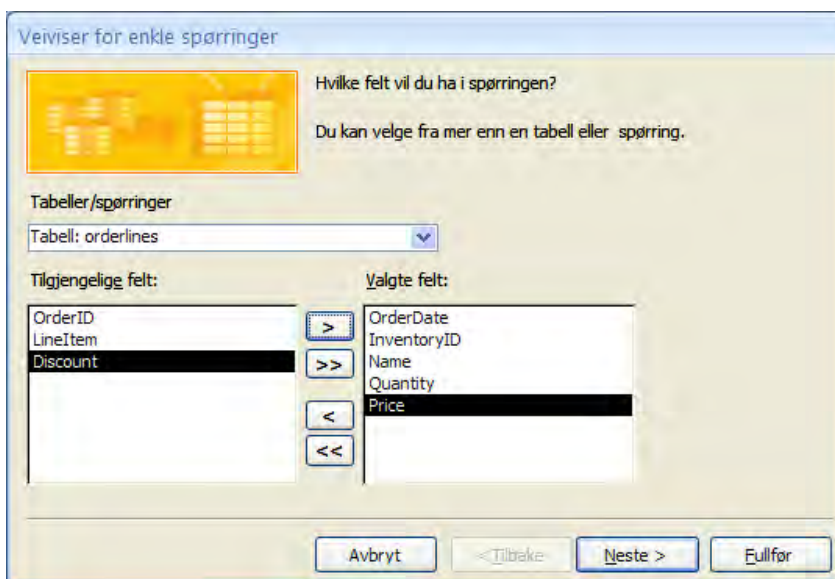 Veiviser for enkle spørringer
Hvilke felt vil du ha i spørringen?
Du kan velge fra mer enn en tabell eller spørring.
Tabeller/spørringer
Tabell: orderlines
Tilgjengelige felt:
Valgte felt:
OrderID
LineItem
Discount
>
>>
<
<<
OrderDate
InventoryID
Name
Quantity
Price
Avbryt
< Tilbake
Neste >
Fullfør